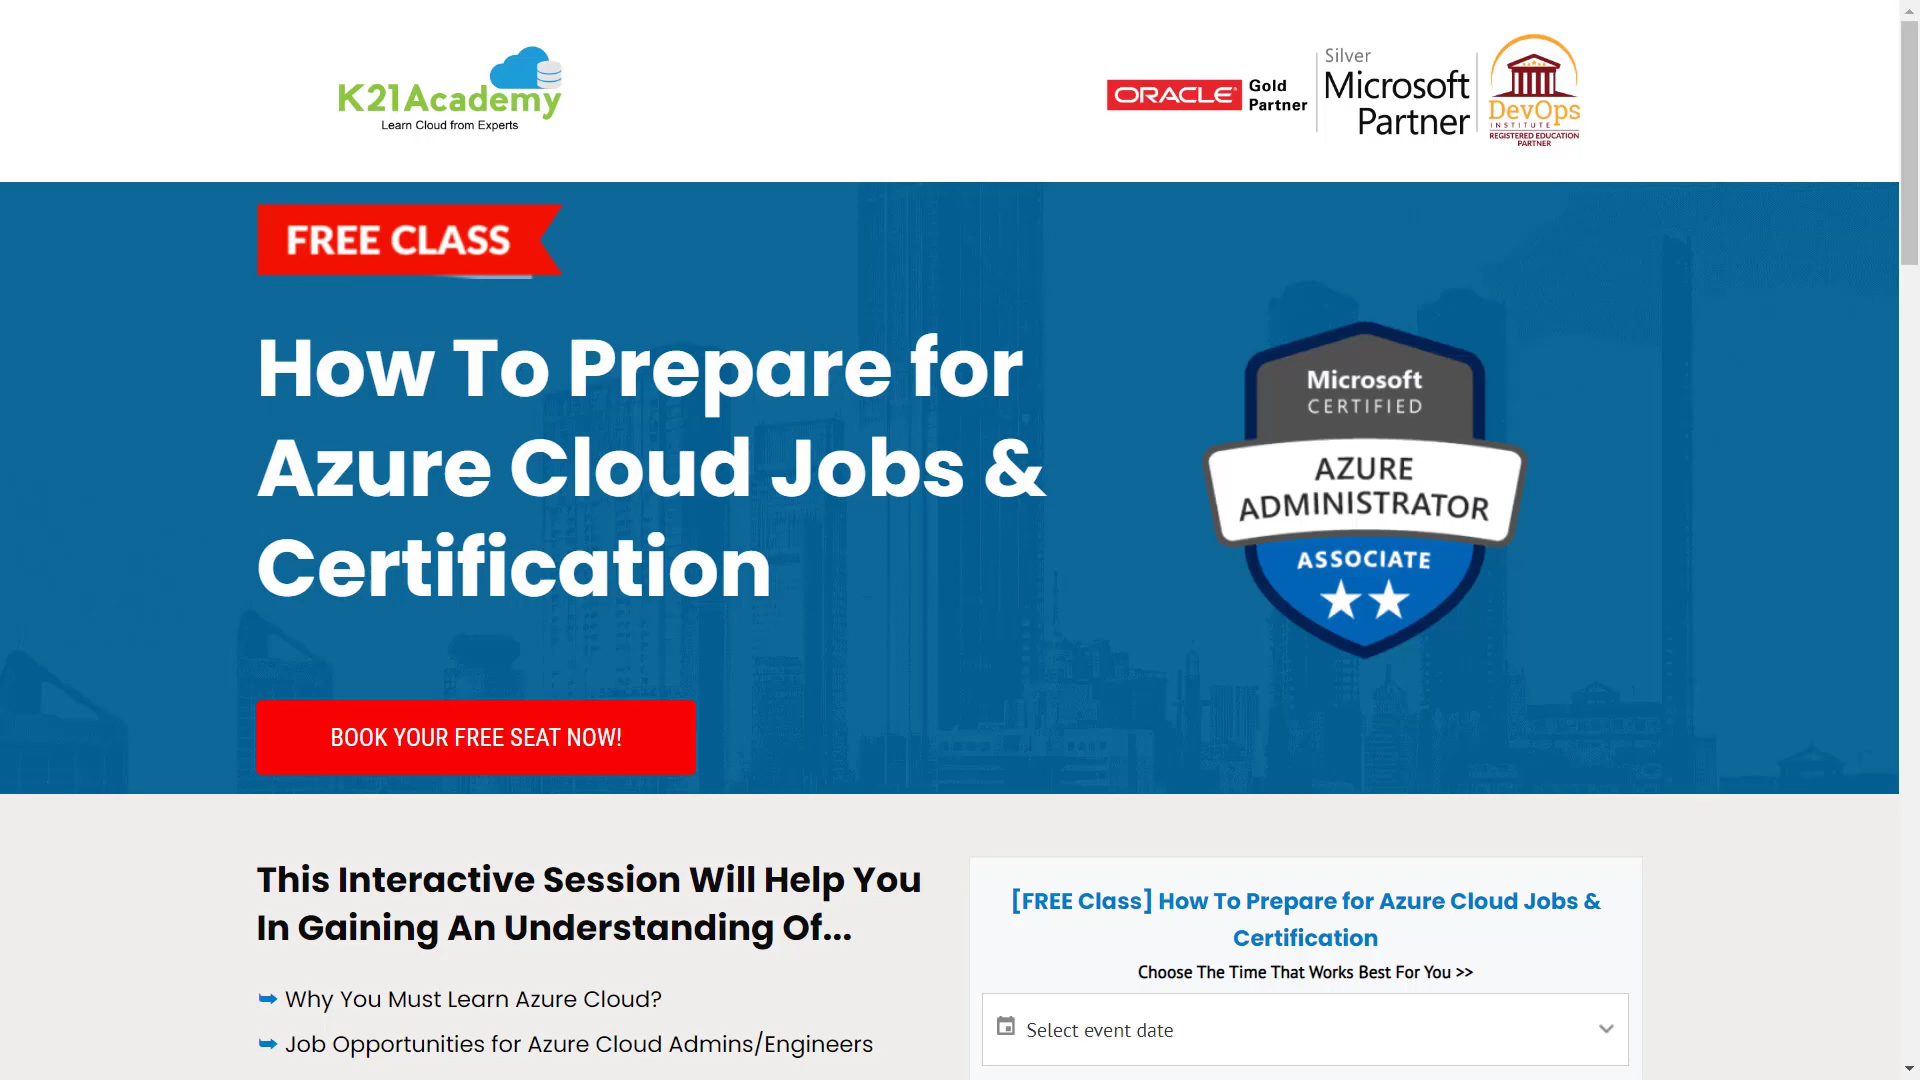 K21Academy
Learn Cloud from Experts
ORACLE Gold Partner
Silver
Microsoft
Partner
DevOps
INSTITUTE
REGISTERED EDUCATION
PARTNER
FREE CLASS
How To Prepare for
Azure Cloud Jobs &
Certification
Microsoft
CERTIFIED
AZURE
ADMINISTRATOR
ASSOCIATE
BOOK YOUR FREE SEAT NOW!
This Interactive Session Will Help You
In Gaining An Understanding Of...
Why You Must Learn Azure Cloud?
Job Opportunities for Azure Cloud Admins/Engineers
[FREE Class] How To Prepare for Azure Cloud Jobs &
Certification
Choose The Time That Works Best For You >>
Select event date